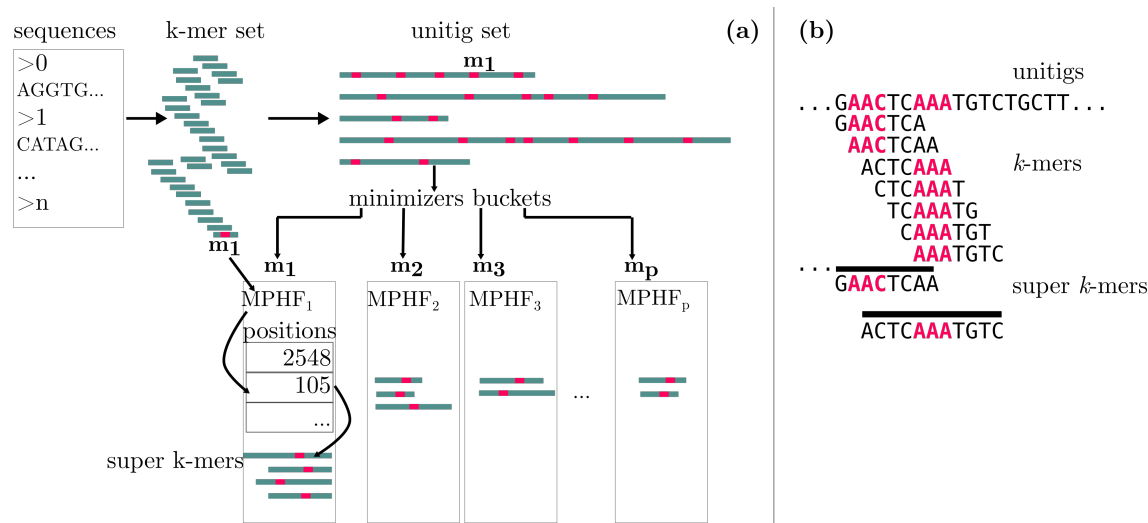 (a)
sequences
k-mer set
unitig set
>0
AGGTG...
>1
CATAG...
...
>n
m1
m1
minimizers buckets
m1
m2
m3
mp
MPHF1
MPHF2
MPHF3
MPHFp
positions
2548
105
...
...
super k-mers
(b)
unitigs
...GAACTCAAATGTCTGCTT...
GAACTCA
AACTCAA
k-mers
ACTCAAA
CTCAAAT
TCAAATG
CAAATGT
AAATGTC
...
GAACTCAA
super k-mers
ACTCAAATGTC